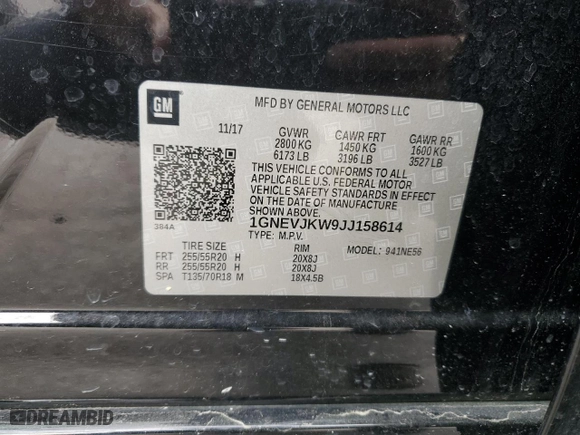 GM
MFD BY GENERAL MOTORS LLC
11/17 GVWR GAWR FRT GAWR RR
2800 KG 1450 KG 1600 KG
6173 LB 3196 LB 3527 LB
THIS VEHICLE CONFORMS TO ALL
APPLICABLE U.S. FEDERAL MOTOR
VEHICLE SAFETY STANDARDS IN EFFECT
ON THE DATE OF MANUFACTURE
SHOWN ABOVE.
384A
1GNEVJKW9JJ158614
TYPE: M.P.V. MODEL: 941NE56
TIRE SIZE RIM
FRT 255/55R20 H 20X8J
RR 255/55R20 H 20X8J
SPA T135/70R18 M 18X4.5B
DREAMBID